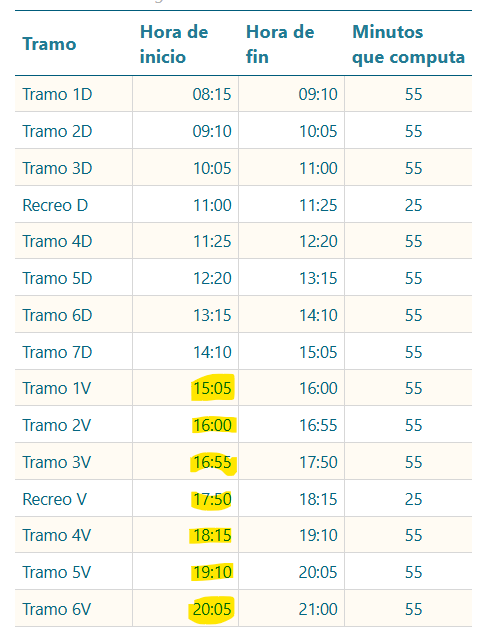 Tramo Hora de inicio Hora de fin Minutos que computa
Tramo 1D 08:15 09:10 55
Tramo 2D 09:10 10:05 55
Tramo 3D 10:05 11:00 55
Recreo D 11:00 11:25 25
Tramo 4D 11:25 12:20 55
Tramo 5D 12:20 13:15 55
Tramo 6D 13:15 14:10 55
Tramo 7D 14:10 15:05 55
Tramo 1V 15:05 16:00 55
Tramo 2V 16:00 16:55 55
Tramo 3V 16:55 17:50 55
Recreo V 17:50 18:15 25
Tramo 4V 18:15 19:10 55
Tramo 5V 19:10 20:05 55
Tramo 6V 20:05 21:00 55